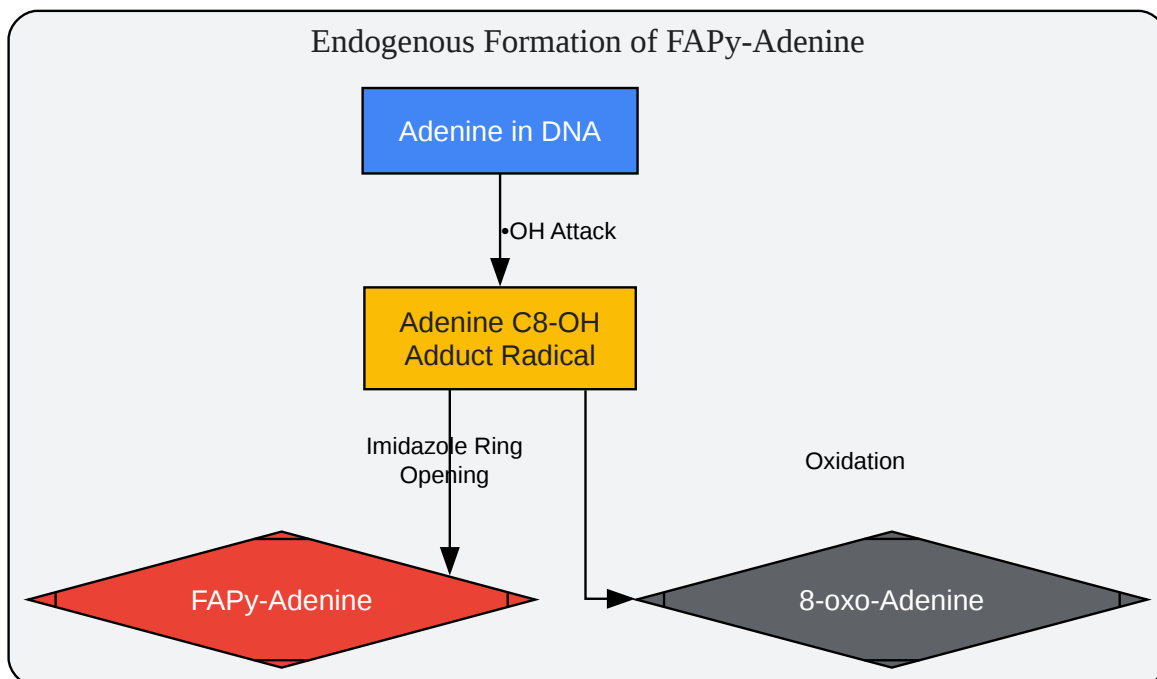 Endogenous Formation of FAPy-Adenine
Adenine in DNA
•OH Attack
Adenine C8-OH
Adduct Radical
Imidazole Ring
Opening
Oxidation
FAPy-Adenine
8-oxo-Adenine